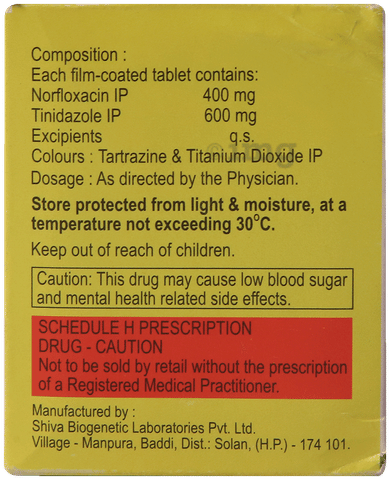 Composition :
Each film-coated tablet contains:
Norfloxacin IP 400 mg
Tinidazole IP 600 mg
Excipients q.s.
Colours : Tartrazine & Titanium Dioxide IP
Dosage : As directed by the Physician.
Store protected from light & moisture, at a
temperature not exceeding 30°C.
Keep out of reach of children.
Caution: This drug may cause low blood sugar
and mental health related side effects.
SCHEDULE H PRESCRIPTION
DRUG - CAUTION
Not to be sold by retail without the prescription
of a Registered Medical Practitioner.
Manufactured by :
Shiva Biogenetic Laboratories Pvt. Ltd.
Village - Manpura, Baddi, Dist.: Solan, (H.P.) - 174 101.